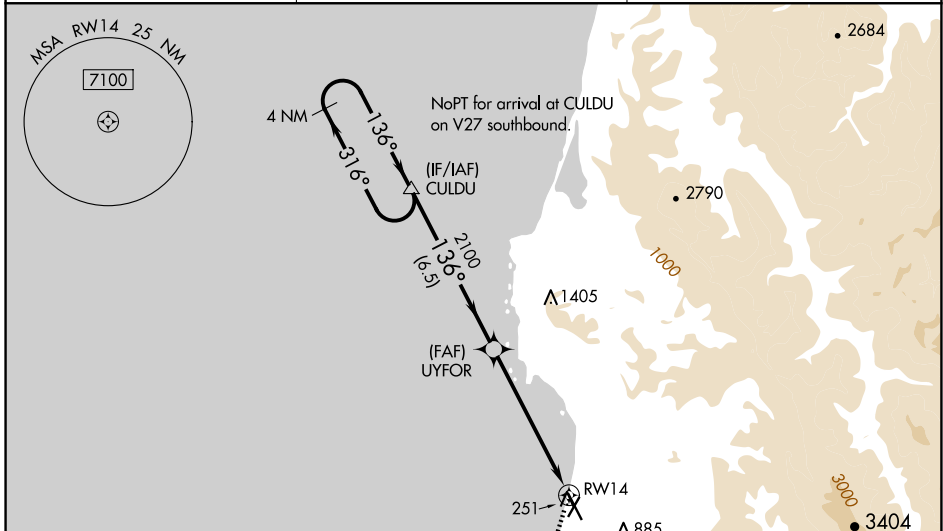 MSA RW14 25 NM
7100
2684
NoPT for arrival at CULDU
on V27 southbound.
4 NM
136°
316°
(IF/IAF)
CULDU
2790
2100
136°
(6.5)
1000
1405
(FAF)
UYFOR
RW14
251
3000
885
3404